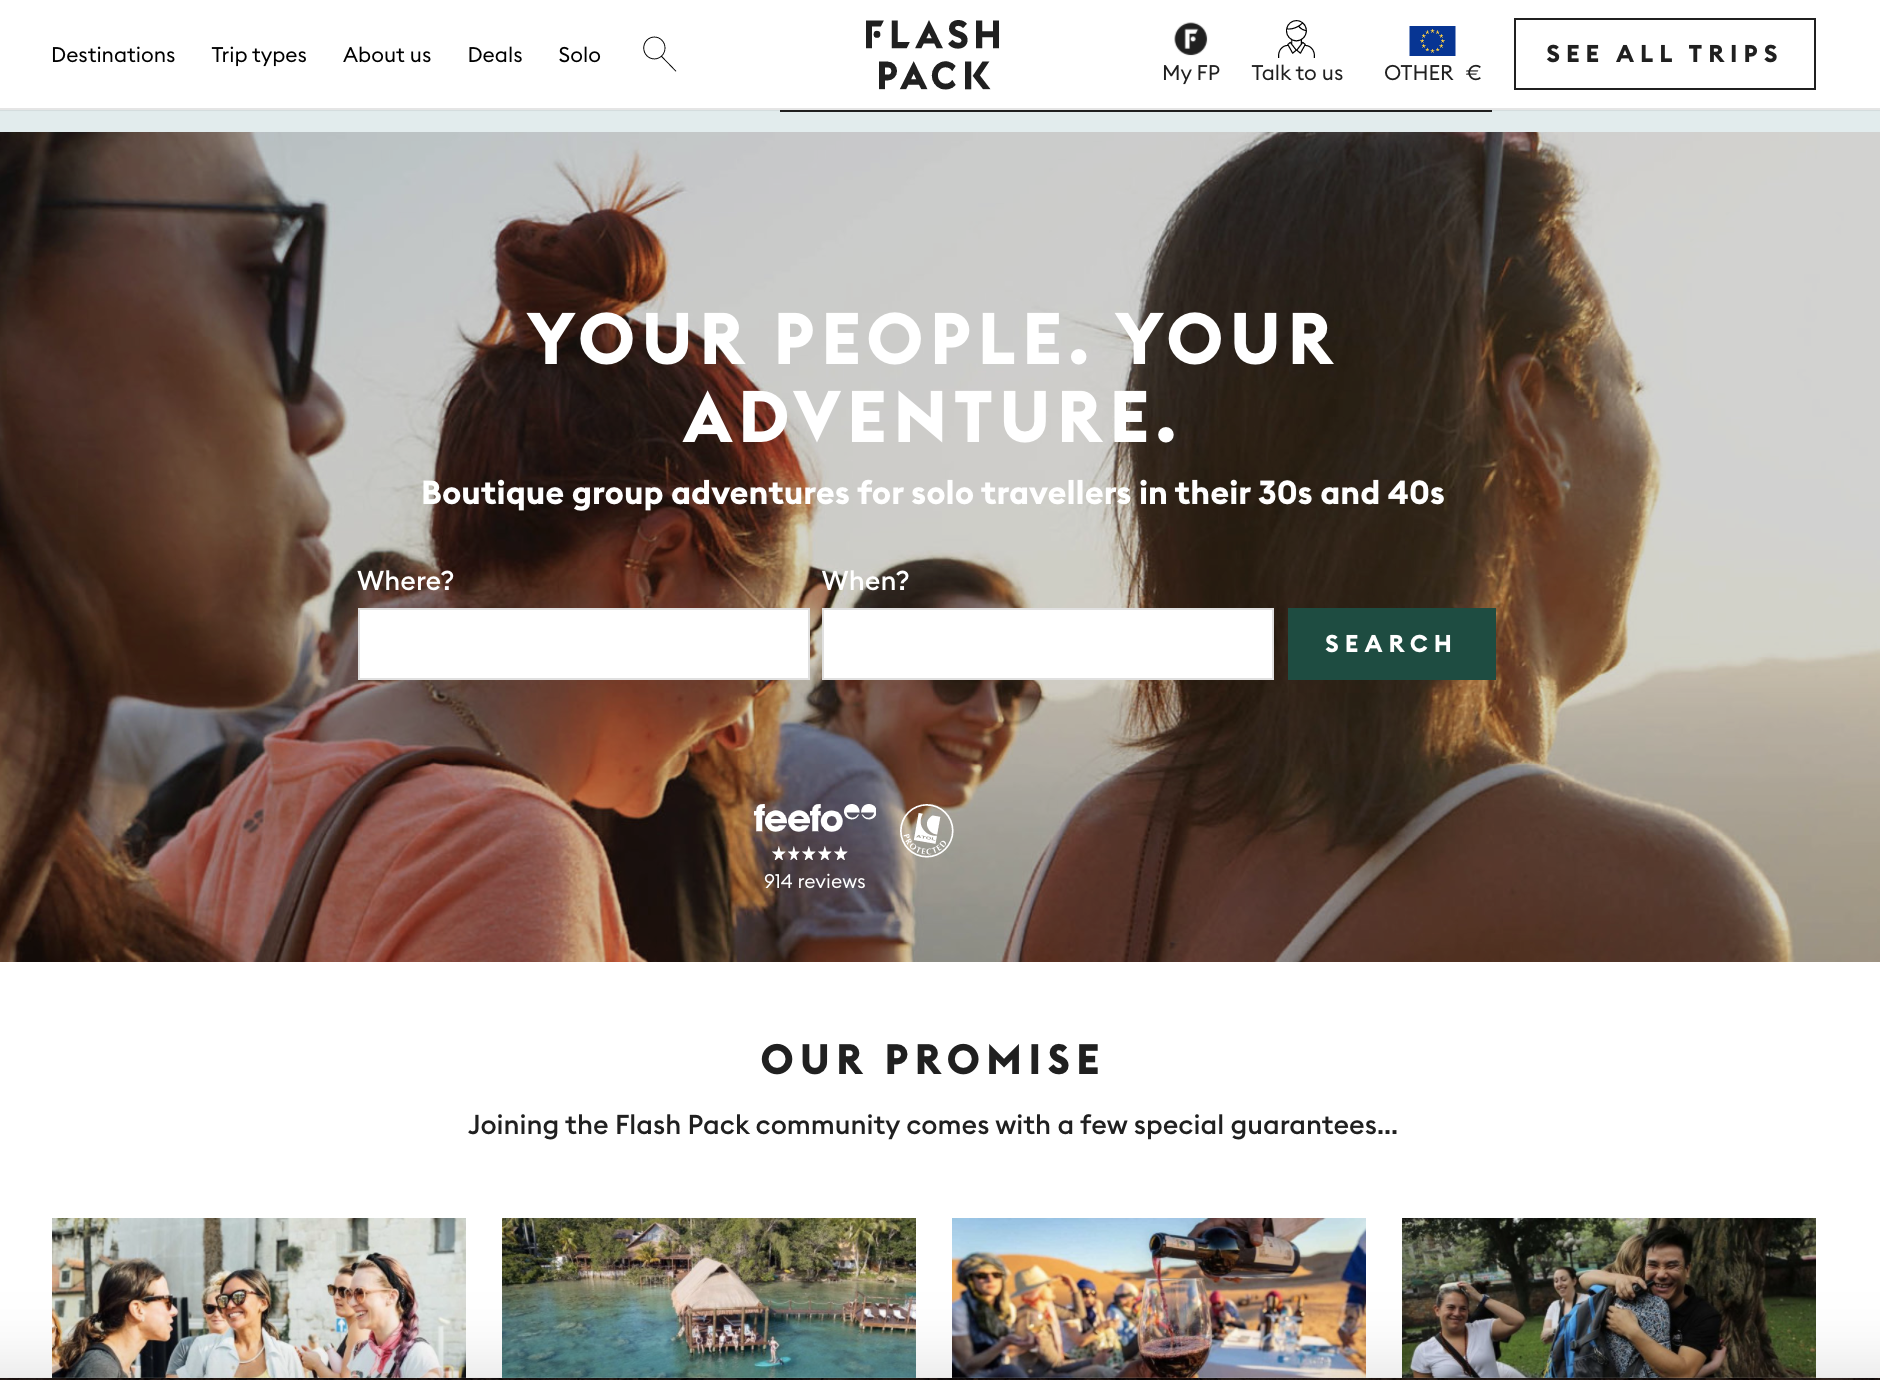 Destinations Trip types About us Deals Solo
FLASH
PACK
My FP Talk to us OTHER €
SEE ALL TRIPS
YOUR PEOPLE. YOUR
ADVENTURE.
Boutique group adventures for solo travellers in their 30s and 40s
Where?
When?
SEARCH
feefo
914 reviews
ATOL
PROTECTED
OUR PROMISE
Joining the Flash Pack community comes with a few special guarantees...